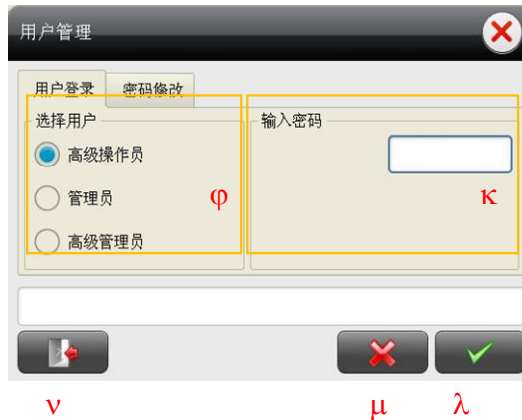 用户管理
用户登录 密码修改
选择用户 输入密码
高级操作员
管理员 φ κ
高级管理员
ν μ λ